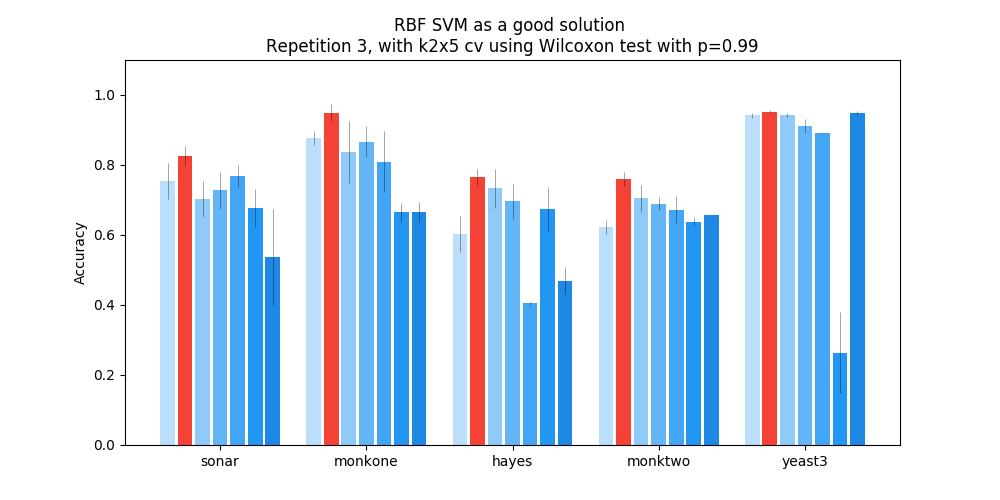 RBF SVM as a good solution
Repetition 3, with k2x5 cv using Wilcoxon test with p=0.99
1.0
0.8
0.6
0.4
0.2
0.0
Accuracy
sonar monkone hayes monktwo yeast3